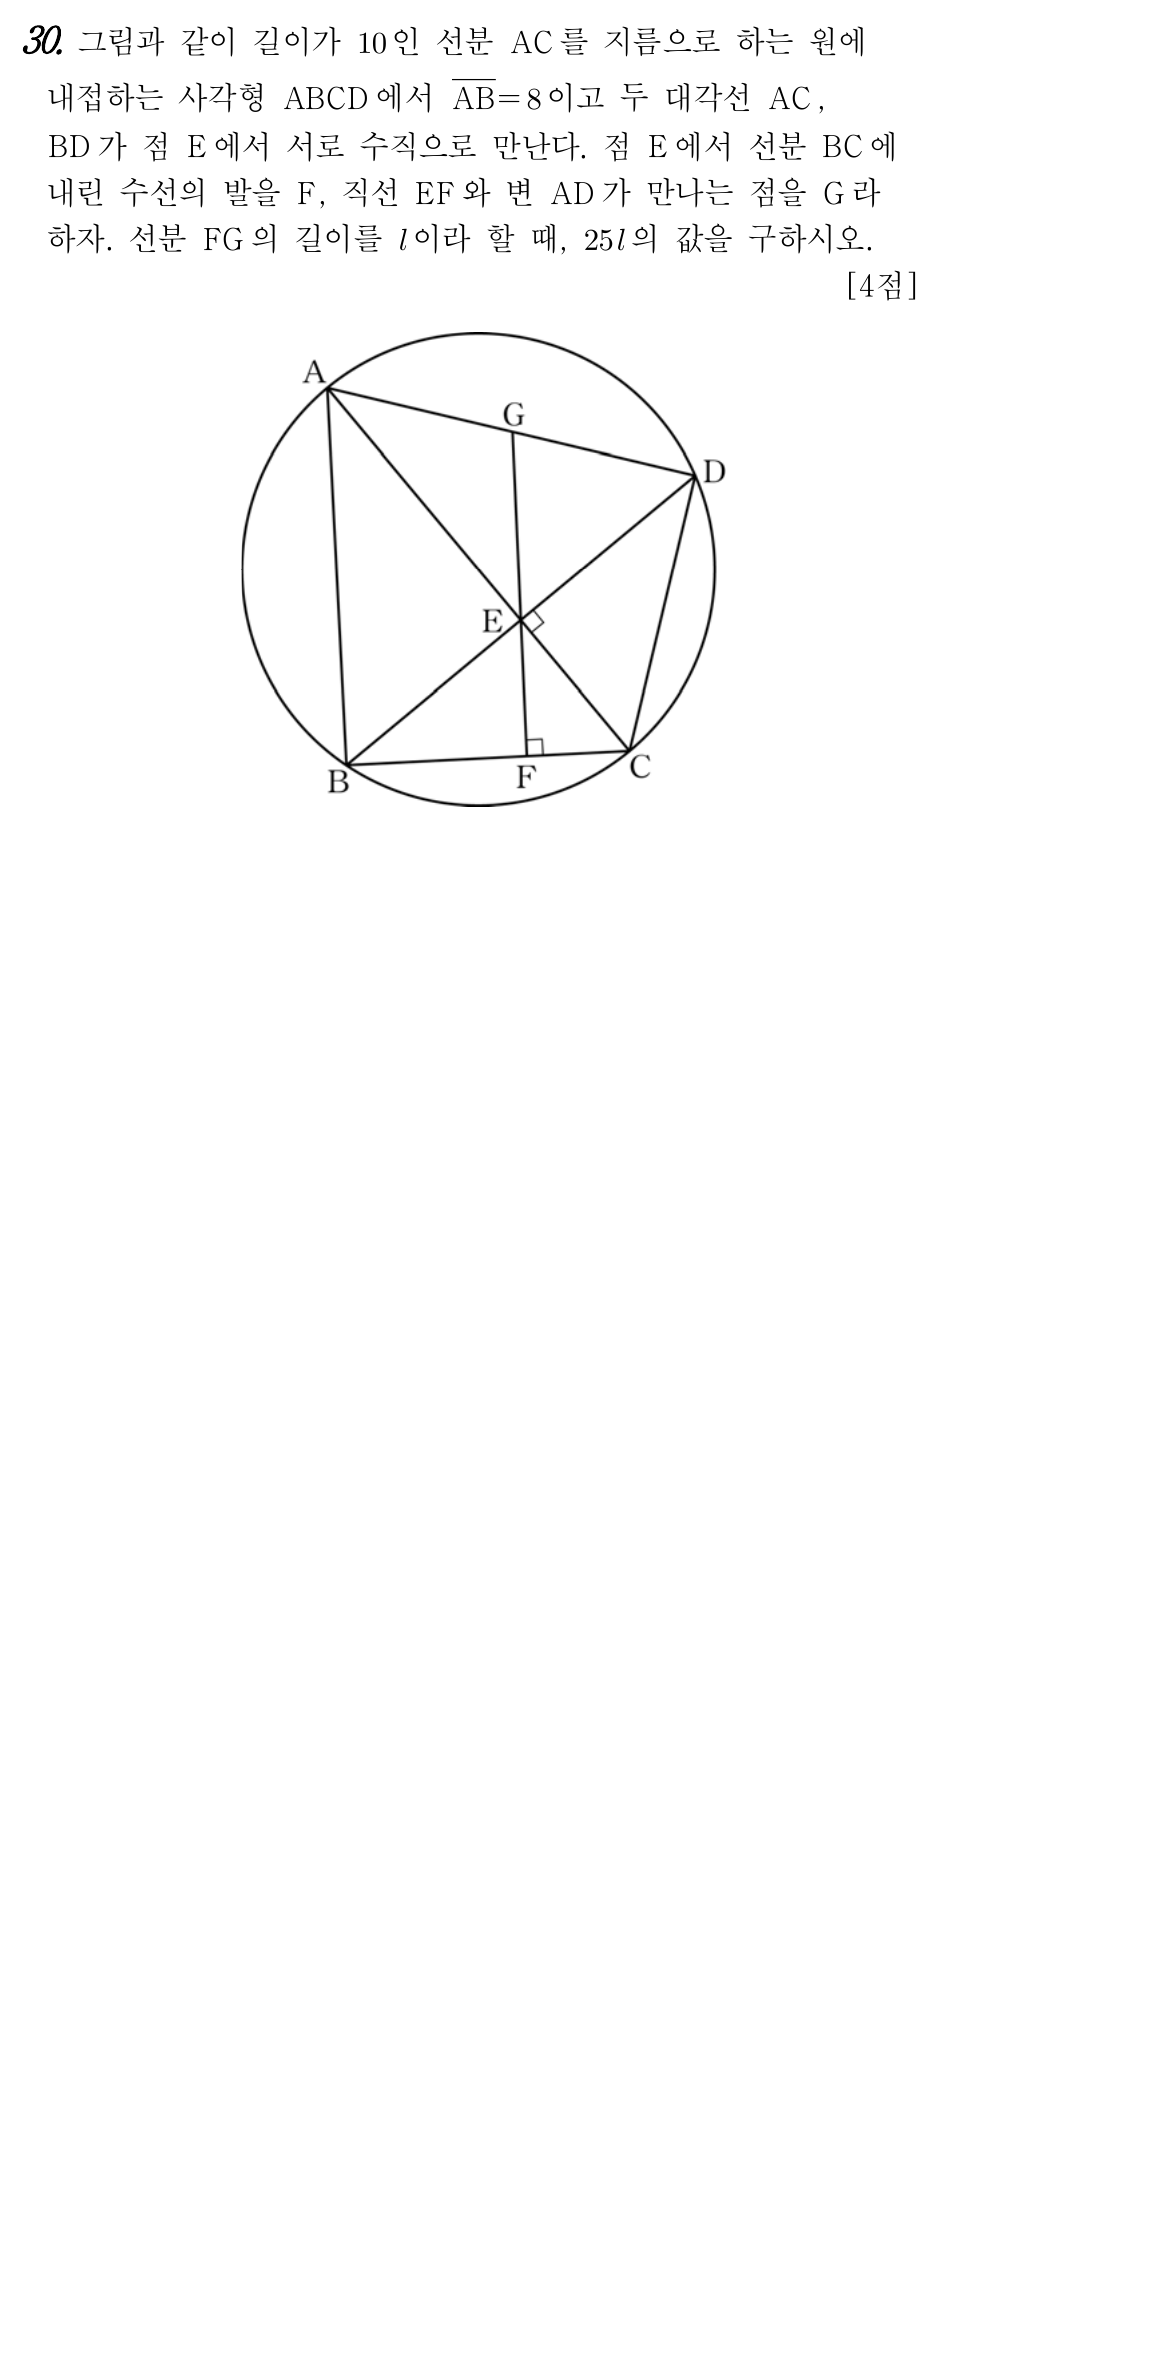 30. 그림과 같이 길이가 10인 선분 AC를 지름으로 하는 원에
내접하는 사각형 ABCD에서 \overline{AB}=8이고 두 대각선 AC,
BD가 점 E에서 서로 수직으로 만난다. 점 E에서 선분 BC에
내린 수선의 발을 F, 직선 EF와 변 AD가 만나는 점을 G라
하자. 선분 FG의 길이를 l이라 할 때, 25l의 값을 구하시오.
[4점]
A
G
D
E
B
F
C